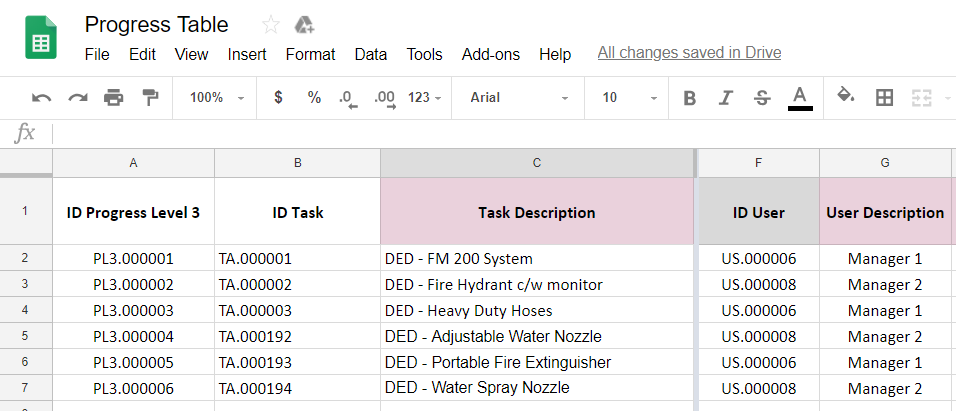 Progress Table
File Edit View Insert Format Data Tools Add-ons Help All changes saved in Drive
100% $ % .0 .00 123 Arial 10 B I S A
fx
A B C F G
1 ID Progress Level 3 ID Task Task Description ID User User Description
2 PL3.000001 TA.000001 DED - FM 200 System US.000006 Manager 1
3 PL3.000002 TA.000002 DED - Fire Hydrant c/w monitor US.000008 Manager 2
4 PL3.000003 TA.000003 DED - Heavy Duty Hoses US.000006 Manager 1
5 PL3.000004 TA.000192 DED - Adjustable Water Nozzle US.000008 Manager 2
6 PL3.000005 TA.000193 DED - Portable Fire Extinguisher US.000006 Manager 1
7 PL3.000006 TA.000194 DED - Water Spray Nozzle US.000008 Manager 2